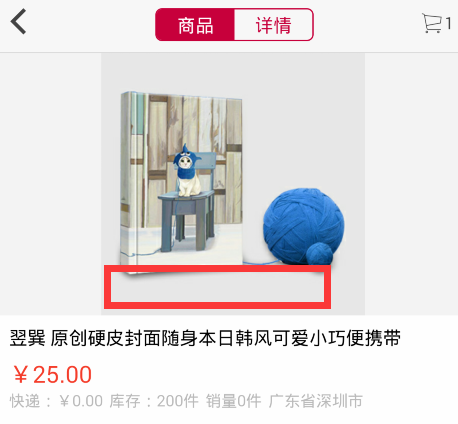 商品 详情
1
翌巽 原创硬皮封面随身本日韩风可爱小巧便携带
￥25.00
快递：￥0.00 库存：200件 销量0件 广东省深圳市